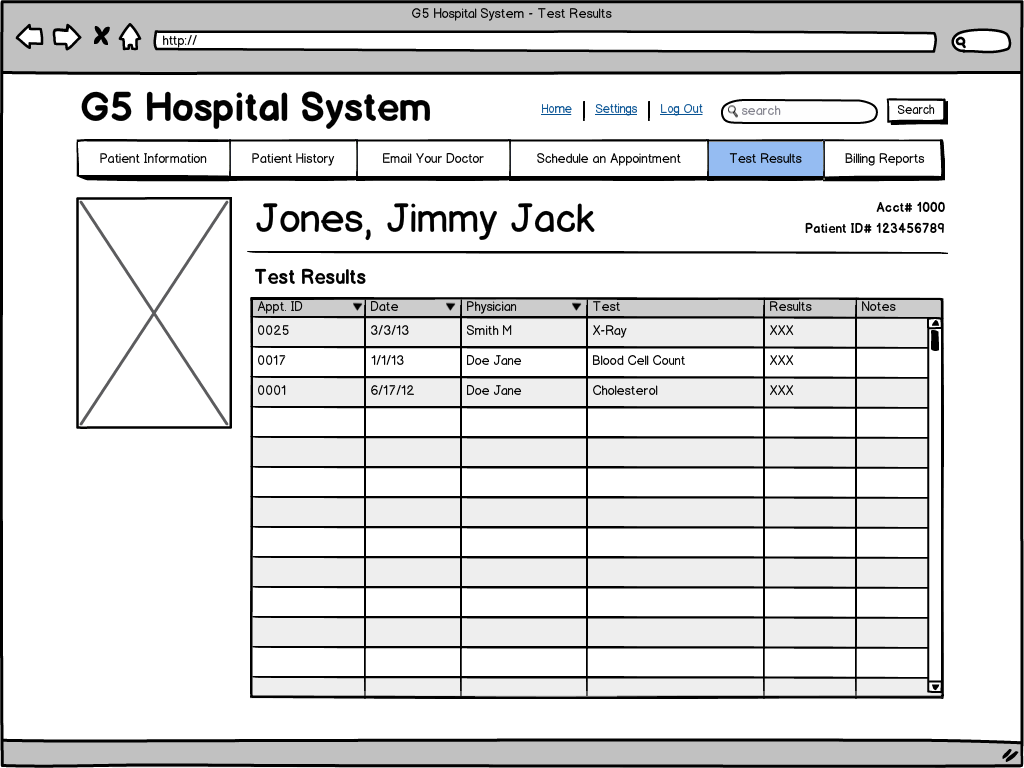 G5 Hospital System - Test Results
http://
G5 Hospital System
Home Settings Log Out search Search
Patient Information Patient History Email Your Doctor Schedule an Appointment Test Results Billing Reports
Jones, Jimmy Jack
Acct# 1000
Patient ID# 123456789
Test Results
Appt. ID Date Physician Test Results Notes
0025 3/3/13 Smith M X-Ray XXX
0017 1/1/13 Doe Jane Blood Cell Count XXX
0001 6/17/12 Doe Jane Cholesterol XXX